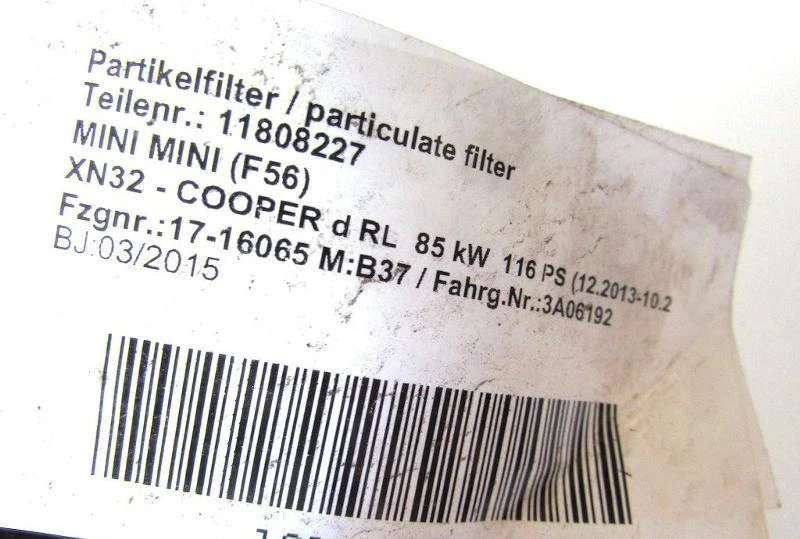 Partikelfilter / particulate filter
Teilenr.: 11808227
MINI MINI (F56)
XN32 - COOPER d RL 85 kW 116 PS (12.2013-10.2
Fzgnr.:17-16065 M:B37 / Fahrg.Nr.:3A06192
BJ:03/2015